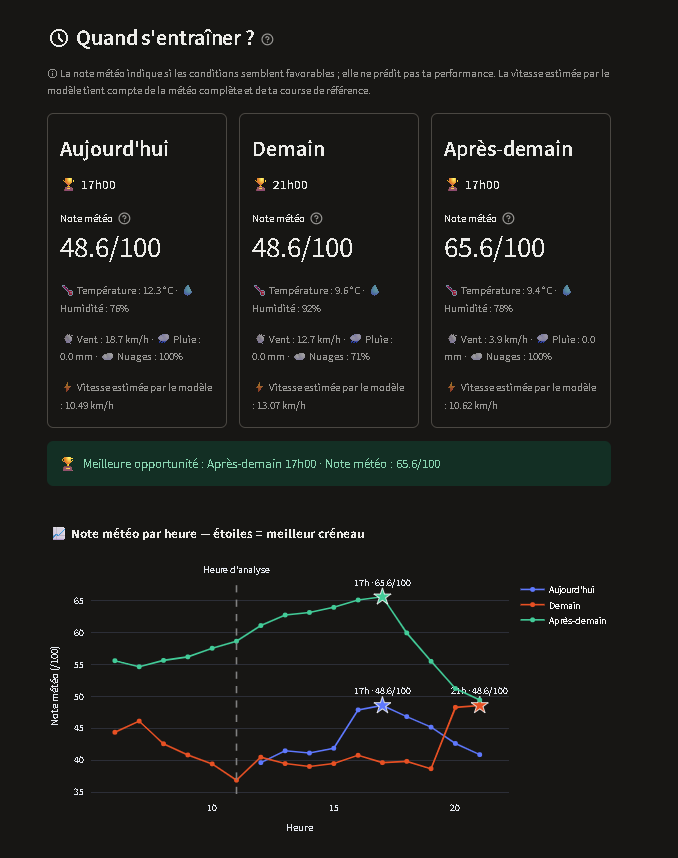 Quand s'entraîner ?
La note météo indique si les conditions semblent favorables ; elle ne prédit pas ta performance. La vitesse estimée par le
modèle tient compte de la météo complète et de ta course de référence.
Aujourd'hui
17h00
Note météo
48.6/100
Température : 12.3°C ·
Humidité : 76%
Vent : 18.7 km/h · Pluie :
0.0 mm · Nuages : 100%
Vitesse estimée par le modèle
: 10.49 km/h
Demain
21h00
Note météo
48.6/100
Température : 9.6°C ·
Humidité : 92%
Vent : 12.7 km/h · Pluie :
0.0 mm · Nuages : 71%
Vitesse estimée par le modèle
: 13.07 km/h
Après-demain
17h00
Note météo
65.6/100
Température : 9.4°C ·
Humidité : 78%
Vent : 3.9 km/h · Pluie : 0.0
mm · Nuages : 100%
Vitesse estimée par le modèle
: 10.62 km/h
Meilleure opportunité : Après-demain 17h00 · Note météo : 65.6/100
Note météo par heure — étoiles = meilleur créneau
Heure d'analyse
17h · 65.6/100
17h · 48.6/100
21h · 48.6/100
Aujourd'hui
Demain
Après-demain
Note météo (/100)
65
60
55
50
45
40
35
10
15
20
Heure